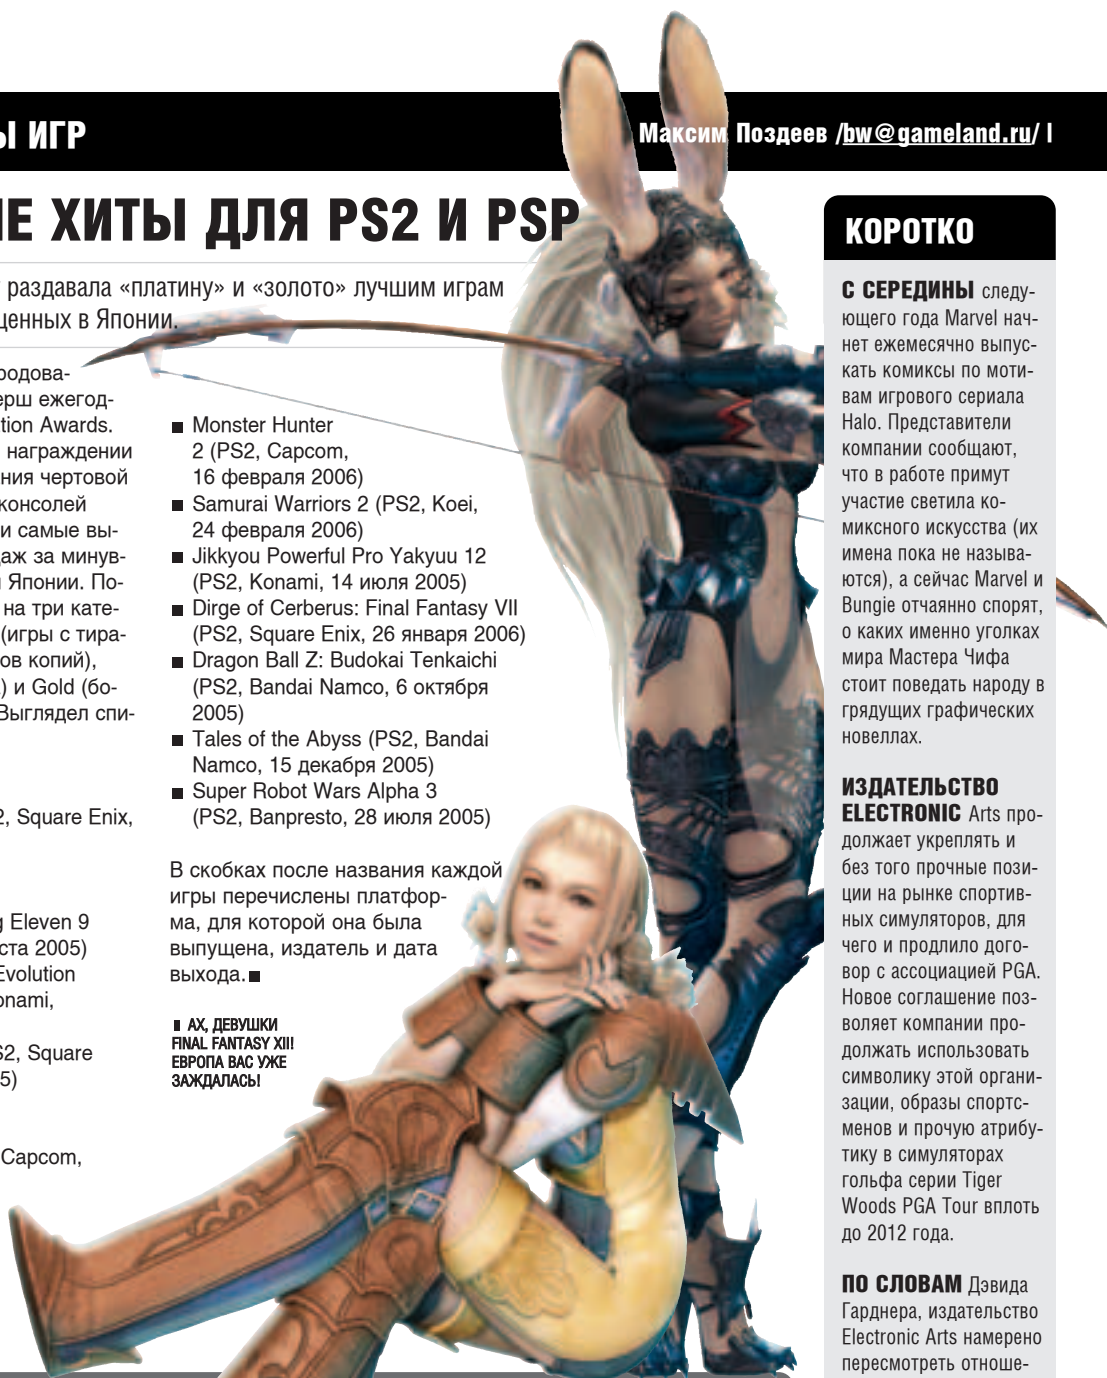 Ы ИГР
Максим Поздеев /bw@gameland.ru/ |
ИЕ ХИТЫ ДЛЯ PS2 И PSP
раздавала «платину» и «золото» лучшим играм
ценных в Японии.
родова-
ерш ежегод-
tion Awards.
награждении
ния чертовой
консолей
и самые вы-
даж за минув-
Японии. По-
на три кате-
(игры с тира-
ов копий),
) и Gold (бо-
Выглядел спи-
2, Square Enix,
g Eleven 9
ста 2005)
Evolution
onami,
S2, Square
5)
Capcom,
■ Monster Hunter
2 (PS2, Capcom,
16 февраля 2006)
■ Samurai Warriors 2 (PS2, Koei,
24 февраля 2006)
■ Jikkyou Powerful Pro Yakyuu 12
(PS2, Konami, 14 июля 2005)
■ Dirge of Cerberus: Final Fantasy VII
(PS2, Square Enix, 26 января 2006)
■ Dragon Ball Z: Budokai Tenkaichi
(PS2, Bandai Namco, 6 октября
2005)
■ Tales of the Abyss (PS2, Bandai
Namco, 15 декабря 2005)
■ Super Robot Wars Alpha 3
(PS2, Banpresto, 28 июля 2005)
В скобках после названия каждой
игры перечислены платфор-
ма, для которой она была
выпущена, издатель и дата
выхода. ■
■ АХ, ДЕВУШКИ
FINAL FANTASY XII!
ЕВРОПА ВАС УЖЕ
ЗАЖДАЛАСЬ!
КОРОТКО
С СЕРЕДИНЫ следу-
ющего года Marvel нач-
нет ежемесячно выпус-
кать комиксы по моти-
вам игрового сериала
Halo. Представители
компании сообщают,
что в работе примут
участие светила ко-
миксного искусства (их
имена пока не называ-
ются), а сейчас Marvel и
Bungie отчаянно спорят,
о каких именно уголках
мира Мастера Чифа
стоит поведать народу в
грядущих графических
новеллах.
ИЗДАТЕЛЬСТВО
ELECTRONIC Arts про-
должает укреплять и
без того прочные пози-
ции на рынке спортив-
ных симуляторов, для
чего и продлило дого-
вор с ассоциацией PGA.
Новое соглашение поз-
воляет компании про-
должать использовать
символику этой органи-
зации, образы спортс-
менов и прочую атрибу-
тику в симуляторах
гольфа серии Tiger
Woods PGA Tour вплоть
до 2012 года.
ПО СЛОВАМ Дэвида
Гарднера, издательство
Electronic Arts намерено
пересмотреть отноше-